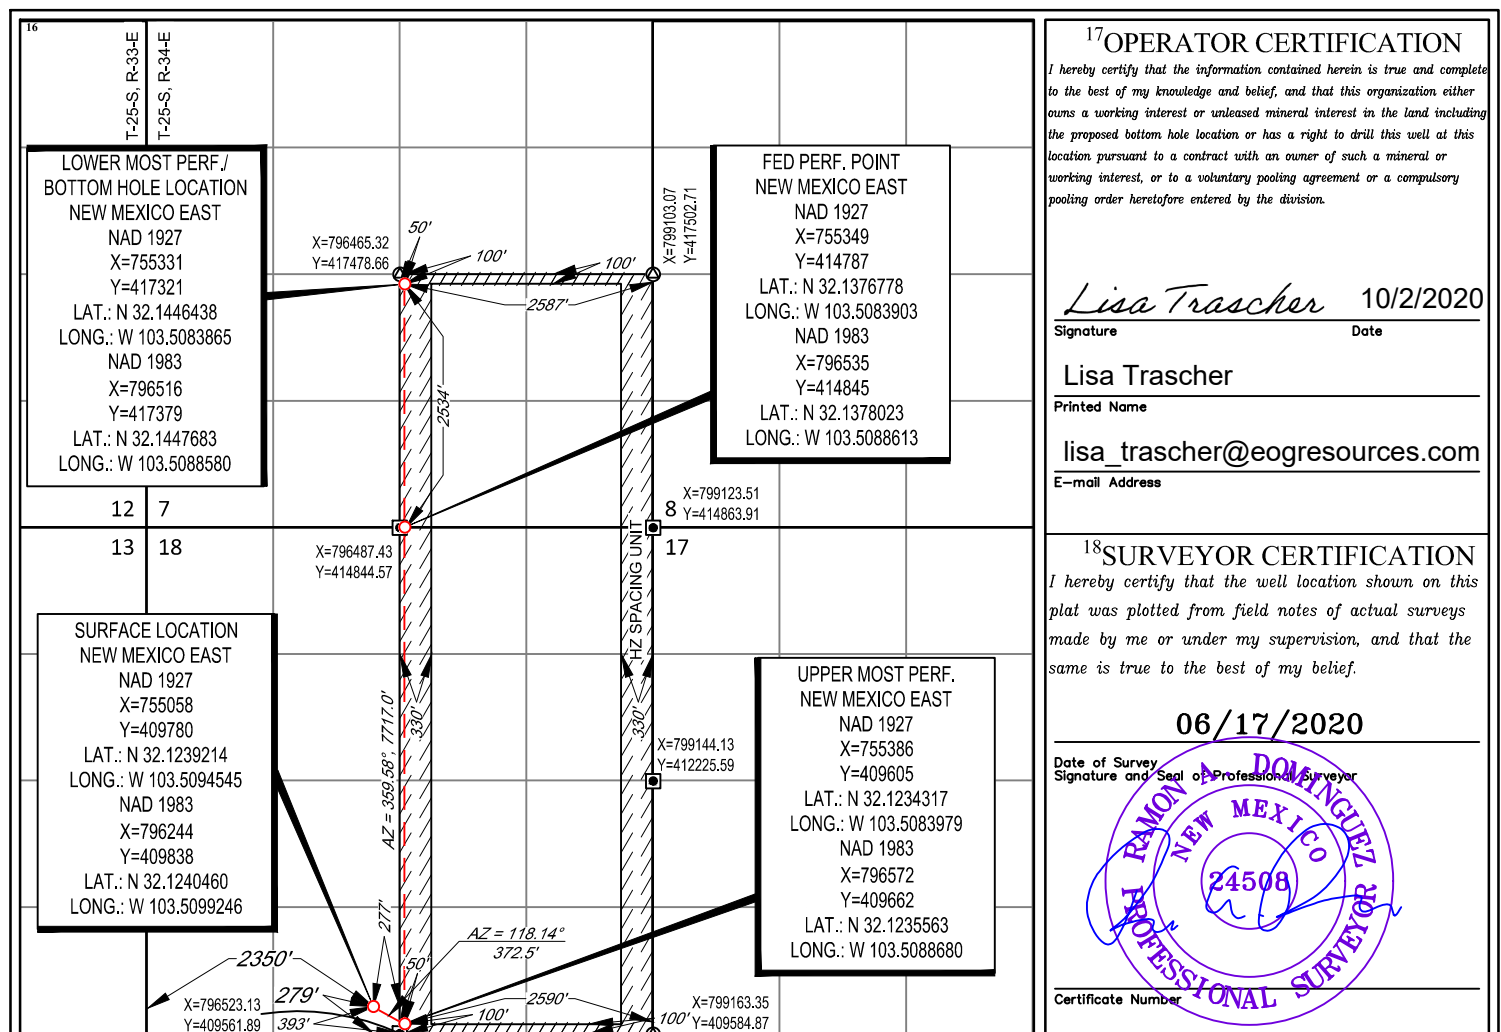 16
T-25-S, R-33-E
T-25-S, R-34-E
LOWER MOST PERF./
BOTTOM HOLE LOCATION
NEW MEXICO EAST
NAD 1927
X=755331
Y=417321
LAT.: N 32.1446438
LONG.: W 103.5083865
NAD 1983
X=796516
Y=417379
LAT.: N 32.1447683
LONG.: W 103.5088580
X=796465.32
Y=417478.66
50'
100'
100'
2587'
X=799103.07
Y=417502.71
FED PERF. POINT
NEW MEXICO EAST
NAD 1927
X=755349
Y=414787
LAT.: N 32.1376778
LONG.: W 103.5083903
NAD 1983
X=796535
Y=414845
LAT.: N 32.1378023
LONG.: W 103.5088613
2534'
12
7
13
18
8
17
X=799123.51
Y=414863.91
X=796487.43
Y=414844.57
HZ SPACING UNIT
SURFACE LOCATION
NEW MEXICO EAST
NAD 1927
X=755058
Y=409780
LAT.: N 32.1239214
LONG.: W 103.5094545
NAD 1983
X=796244
Y=409838
LAT.: N 32.1240460
LONG.: W 103.5099246
AZ = 359.58°, 7717.0'
330'
330'
X=799144.13
Y=412225.59
UPPER MOST PERF.
NEW MEXICO EAST
NAD 1927
X=755386
Y=409605
LAT.: N 32.1234317
LONG.: W 103.5083979
NAD 1983
X=796572
Y=409662
LAT.: N 32.1235563
LONG.: W 103.5088680
277'
AZ = 118.14°
372.5'
2350'
50'
279'
X=796523.13
Y=409561.89
393'
2590'
100'
100'
X=799163.35
Y=409584.87
17OPERATOR CERTIFICATION
I hereby certify that the information contained herein is true and complete
to the best of my knowledge and belief, and that this organization either
owns a working interest or unleased mineral interest in the land including
the proposed bottom hole location or has a right to drill this well at this
location pursuant to a contract with an owner of such a mineral or
working interest, or to a voluntary pooling agreement or a compulsory
pooling order heretofore entered by the division.
Lisa Trascher 10/2/2020
Signature Date
Lisa Trascher
Printed Name
lisa_trascher@eogresources.com
E-mail Address
18SURVEYOR CERTIFICATION
I hereby certify that the well location shown on this
plat was plotted from field notes of actual surveys
made by me or under my supervision, and that the
same is true to the best of my belief.
06/17/2020
Date of Survey
Signature and Seal of Professional Surveyor
RAMON A. DOMINGUEZ
NEW MEXICO
24508
PROFESSIONAL SURVEYOR
Certificate Number